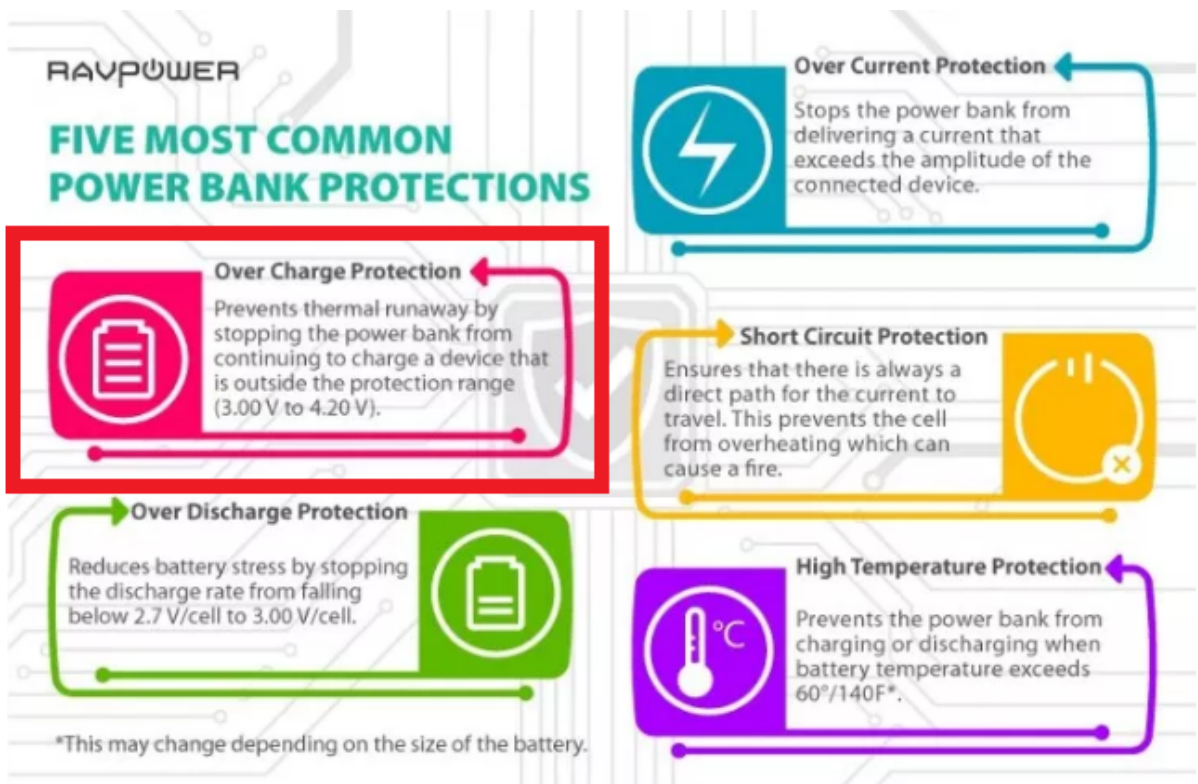 RAVPOWER
FIVE MOST COMMON
POWER BANK PROTECTIONS
Over Charge Protection
Prevents thermal runaway by
stopping the power bank from
continuing to charge a device that
is outside the protection range
(3.00 V to 4.20 V).
Over Discharge Protection
Reduces battery stress by stopping
the discharge rate from falling
below 2.7 V/cell to 3.00 V/cell.
*This may change depending on the size of the battery.
Over Current Protection
Stops the power bank from
delivering a current that
exceeds the amplitude of the
connected device.
Short Circuit Protection
Ensures that there is always a
direct path for the current to
travel. This prevents the cell
from overheating which can
cause a fire.
High Temperature Protection
°C
Prevents the power bank from
charging or discharging when
battery temperature exceeds
60°/140F*.